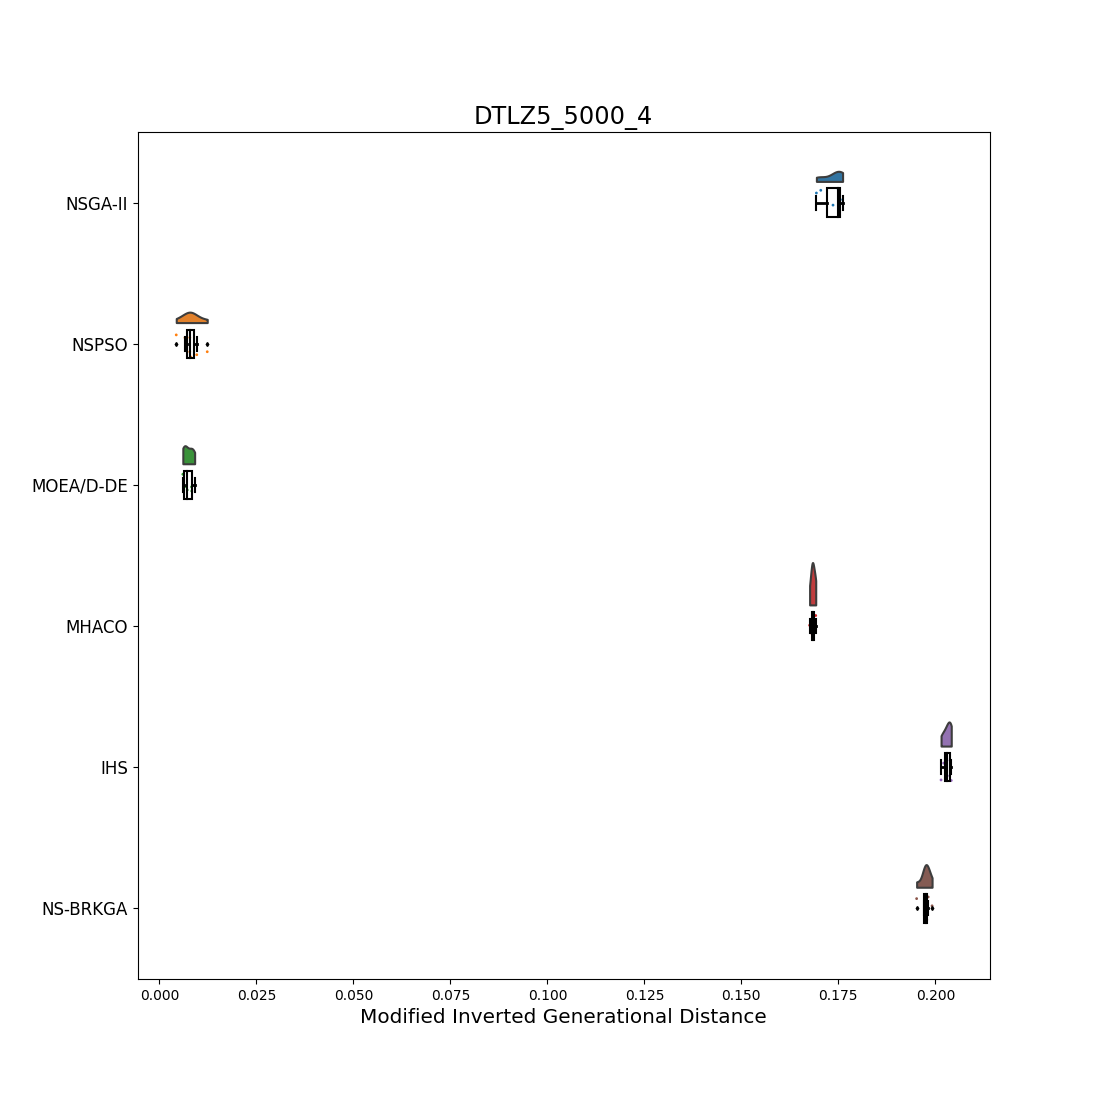 DTLZ5_5000_4
NSGA-II
NSPSO
MOEA/D-DE
MHACO
IHS
NS-BRKGA
0.000 0.025 0.050 0.075 0.100 0.125 0.150 0.175 0.200
Modified Inverted Generational Distance